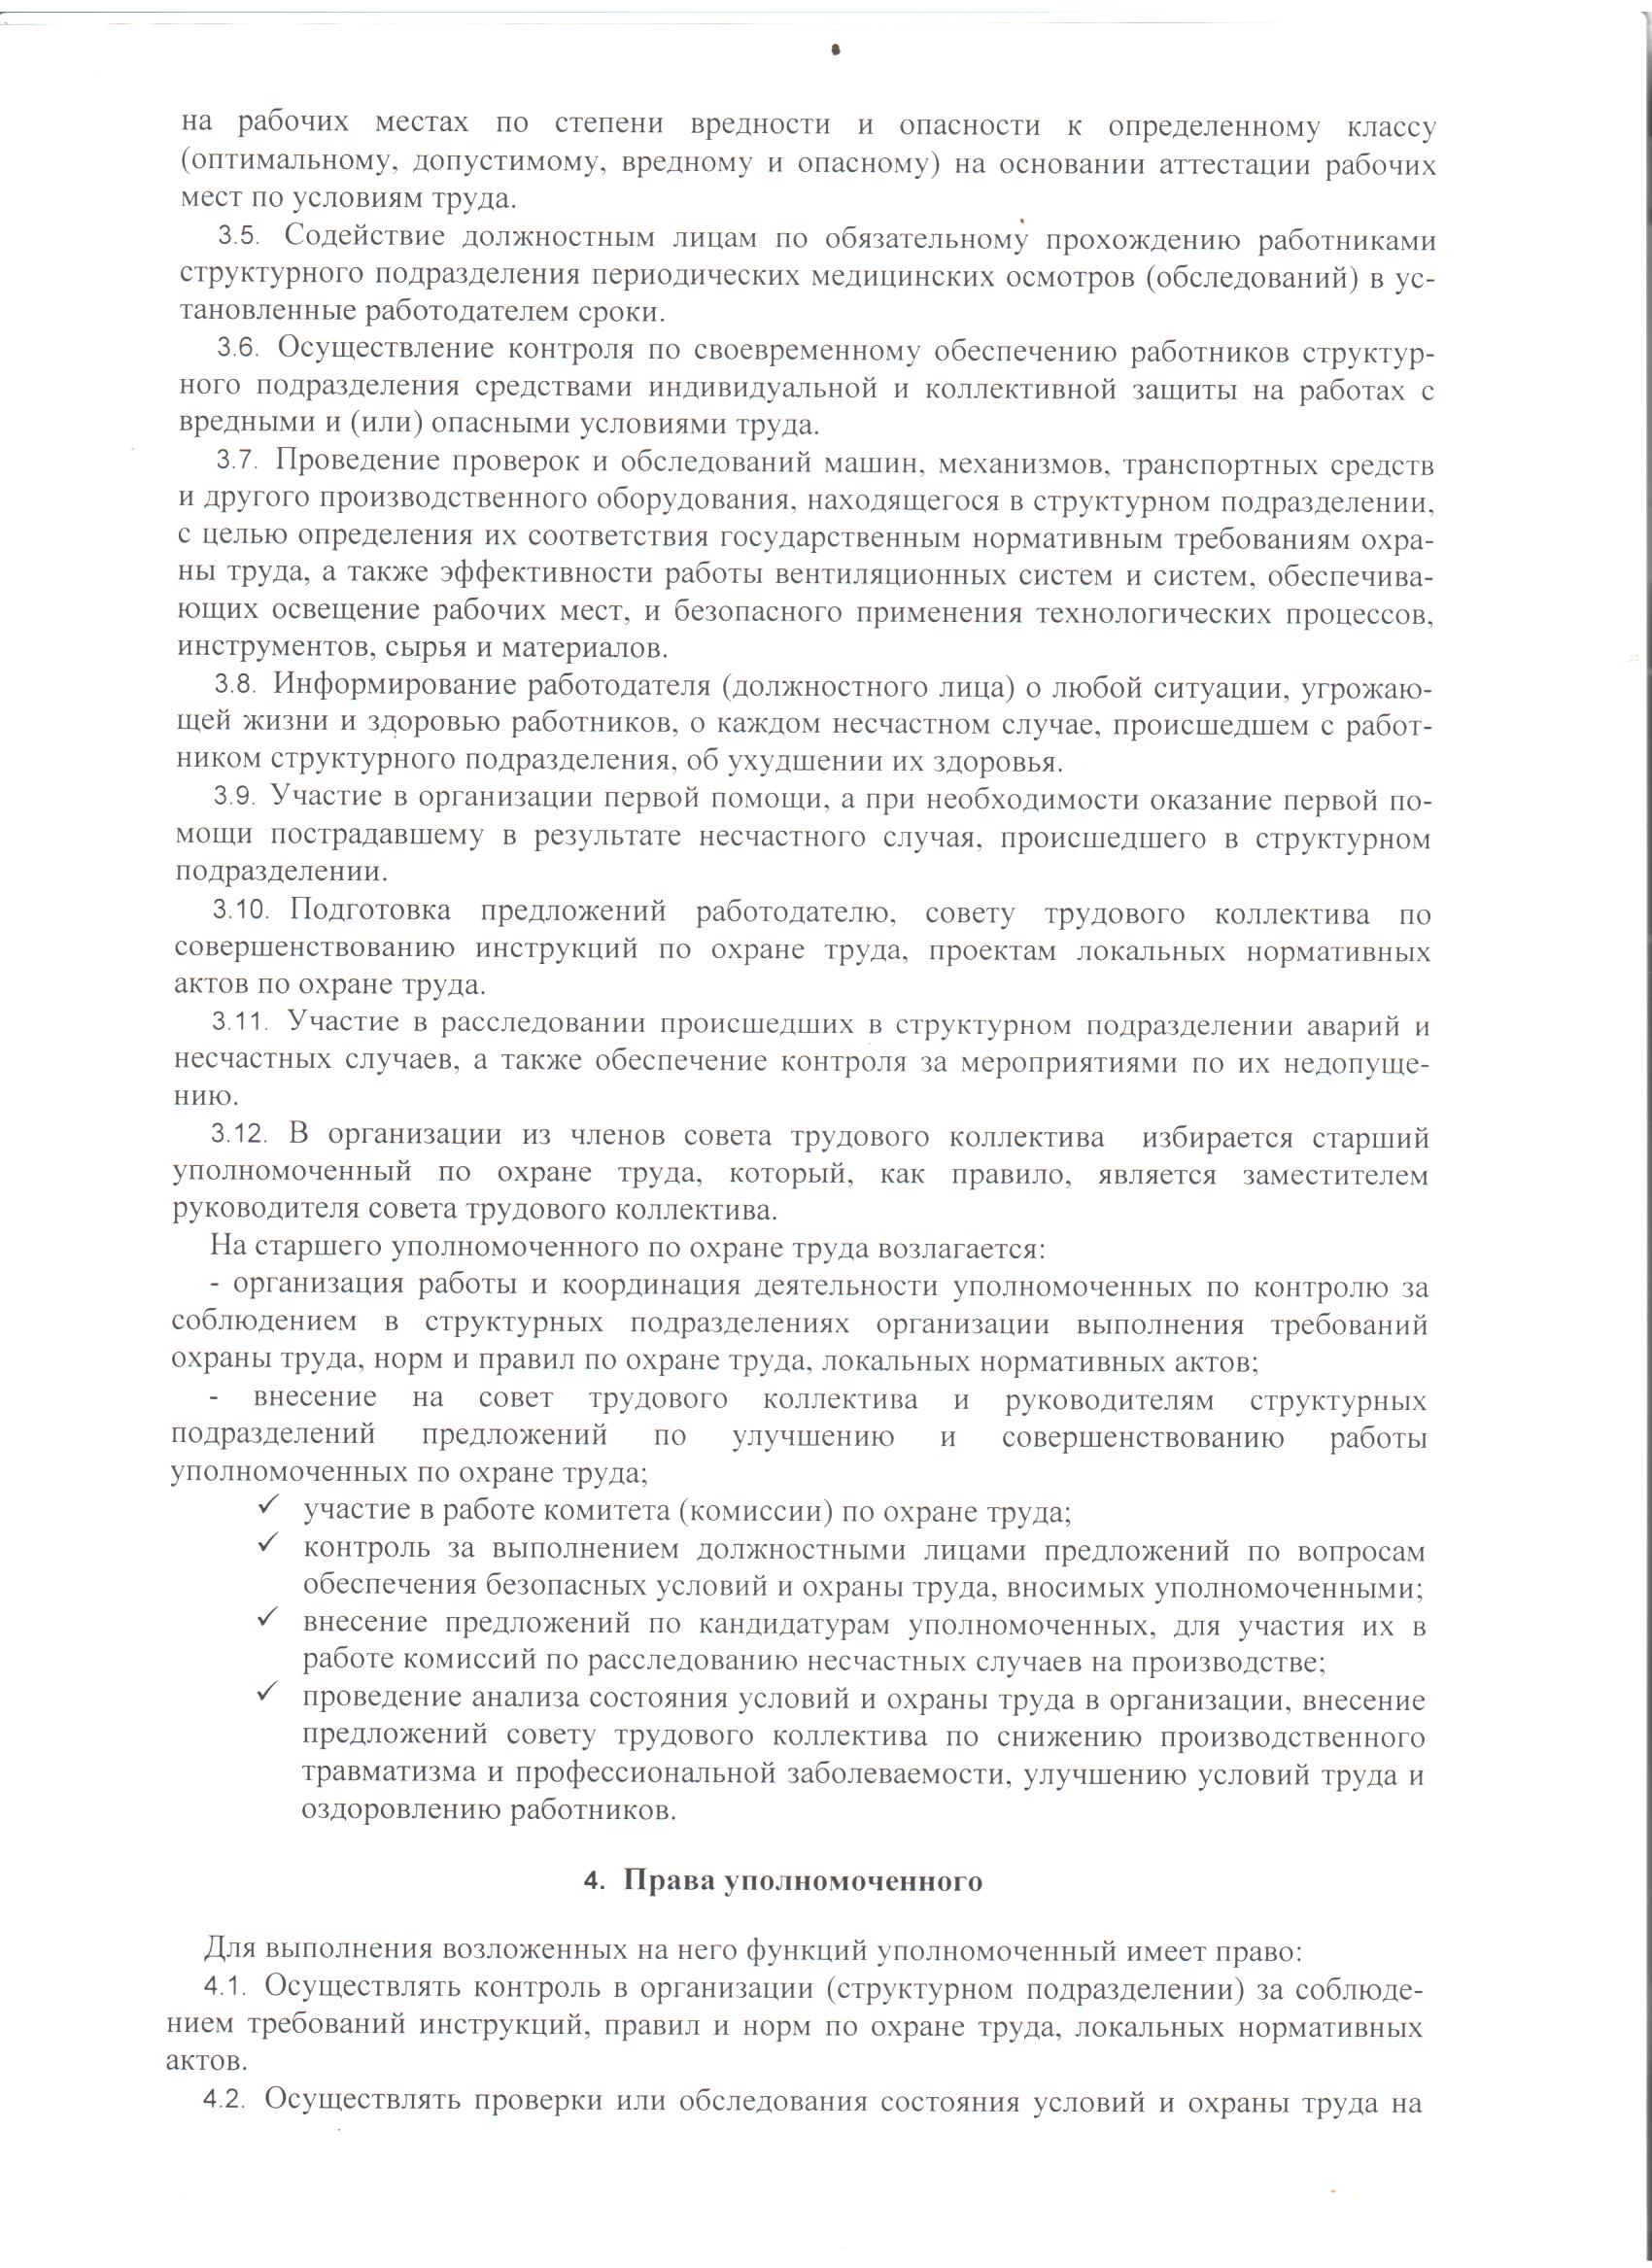 на рабочих местах по степени вредности и опасности к определенному классу
(оптимальному, допустимому, вредному и опасному) на основании аттестации рабочих
мест по условиям труда.
3.5. Содействие должностным лицам по обязательному прохождению работниками
структурного подразделения периодических медицинских осмотров (обследований) в ус-
тановленные работодателем сроки.
3.6. Осуществление контроля по своевременному обеспечению работников структур-
ного подразделения средствами индивидуальной и коллективной защиты на работах с
вредными и (или) опасными условиями труда.
3.7. Проведение проверок и обследований машин, механизмов, транспортных средств
и другого производственного оборудования, находящегося в структурном подразделении,
с целью определения их соответствия государственным нормативным требованиям охра-
ны труда, а также эффективности работы вентиляционных систем и систем, обеспечива-
ющих освещение рабочих мест, и безопасного применения технологических процессов,
инструментов, сырья и материалов.
3.8. Информирование работодателя (должностного лица) о любой ситуации, угрожаю-
щей жизни и здоровью работников, о каждом несчастном случае, происшедшем с работ-
ником структурного подразделения, об ухудшении их здоровья.
3.9. Участие в организации первой помощи, а при необходимости оказание первой по-
мощи пострадавшему в результате несчастного случая, происшедшего в структурном
подразделении.
3.10. Подготовка предложений работодателю, совету трудового коллектива по
совершенствованию инструкций по охране труда, проектам локальных нормативных
актов по охране труда.
3.11. Участие в расследовании происшедших в структурном подразделении аварий и
несчастных случаев, а также обеспечение контроля за мероприятиями по их недопуще-
нию.
3.12. В организации из членов совета трудового коллектива избирается старший
уполномоченный по охране труда, который, как правило, является заместителем
руководителя совета трудового коллектива.
На старшего уполномоченного по охране труда возлагается:
- организация работы и координация деятельности уполномоченных по контролю за
соблюдением в структурных подразделениях организации выполнения требований
охраны труда, норм и правил по охране труда, локальных нормативных актов;
- внесение на совет трудового коллектива и руководителям структурных
подразделений предложений по улучшению и совершенствованию работы
уполномоченных по охране труда;
✓ участие в работе комитета (комиссии) по охране труда;
✓ контроль за выполнением должностными лицами предложений по вопросам
обеспечения безопасных условий и охраны труда, вносимых уполномоченными;
✓ внесение предложений по кандидатурам уполномоченных, для участия их в
работе комиссий по расследованию несчастных случаев на производстве;
✓ проведение анализа состояния условий и охраны труда в организации, внесение
предложений совету трудового коллектива по снижению производственного
травматизма и профессиональной заболеваемости, улучшению условий труда и
оздоровлению работников.
4. Права уполномоченного
Для выполнения возложенных на него функций уполномоченный имеет право:
4.1. Осуществлять контроль в организации (структурном подразделении) за соблюде-
нием требований инструкций, правил и норм по охране труда, локальных нормативных
актов.
4.2. Осуществлять проверки или обследования состояния условий и охраны труда на